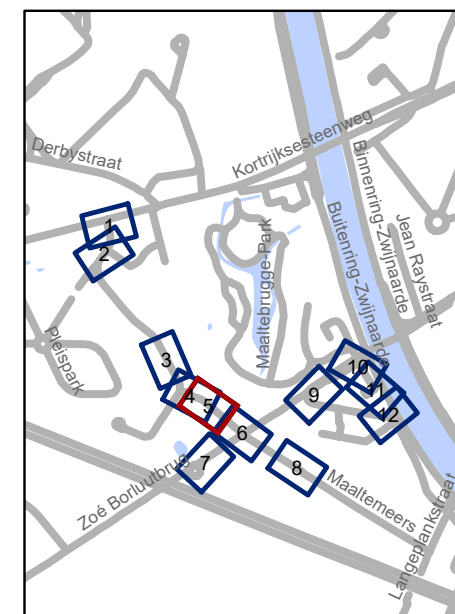 Derbystraat
Kortrijksesteenweg
Binnenring-Zwijnaarde
Jean Raystraat
Buitenring-Zwijnaarde
Maaltebrugge-Park
1
2
Pleispark
3
4
5
6
7
8
9
10
11
12
Zoé Borluutbrug
Maaltemeers
Langeplankstraat